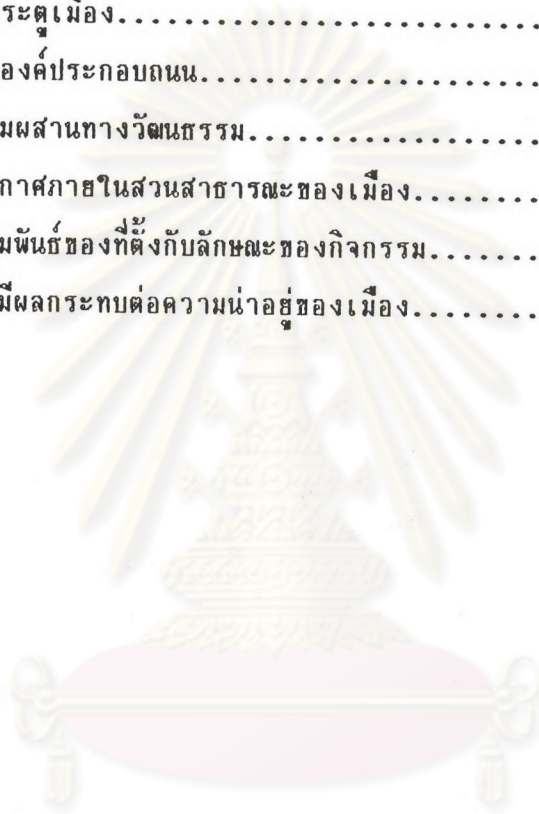 ระตูเมือง......................
องค์ประกอบถนน...................
มผสานทางวัฒนธรรม................
กาศภายในสวนสาธารณะของเมือง........
มพันธ์ของที่ตั้งกับลักษณะของกิจกรรม.......
มีผลกระทบต่อความน่าอยู่ของเมือง........